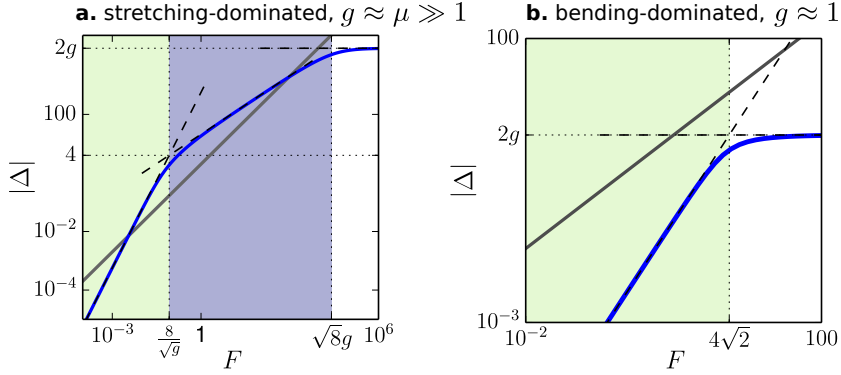 a. stretching-dominated, g ≈ μ ≫ 1
|Δ|
2g
100
4
10⁻²
10⁻⁴
10⁻³
8/√g
1
√8g
10⁶
F
b. bending-dominated, g ≈ 1
|Δ|
100
2g
10⁻³
10⁻²
4√2
100
F